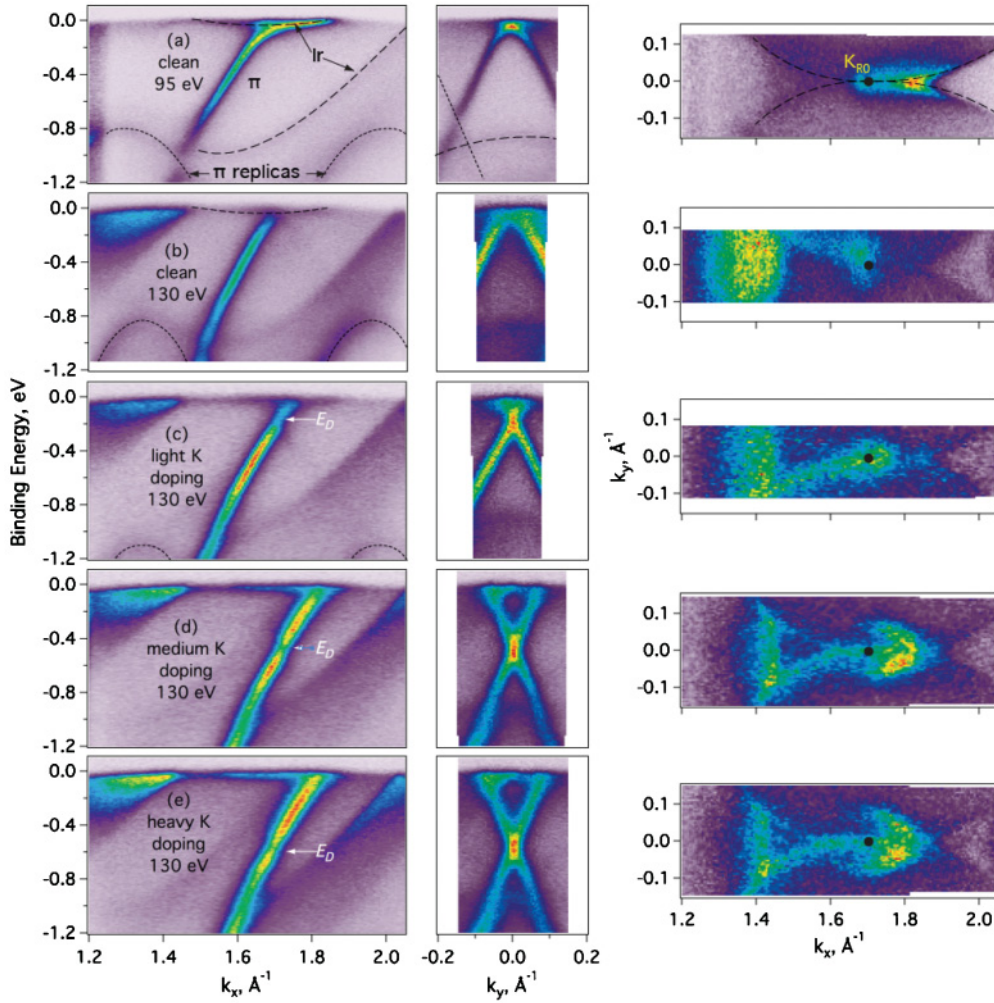 0.0
-0.4
-0.8
-1.2
(a)
clean
95 eV
π
Ir
π replicas
0.1
0.0
-0.1
K_R0
0.0
-0.4
-0.8
-1.2
(b)
clean
130 eV
0.1
0.0
-0.1
0.0
-0.4
-0.8
-1.2
(c)
light K
doping
130 eV
E_D
0.1
0.0
-0.1
0.0
-0.4
-0.8
-1.2
(d)
medium K
doping
130 eV
E_D
0.1
0.0
-0.1
0.0
-0.4
-0.8
-1.2
(e)
heavy K
doping
130 eV
E_D
0.1
0.0
-0.1
Binding Energy, eV
k_y, Å⁻¹
1.2 1.4 1.6 1.8 2.0
k_x, Å⁻¹
-0.2 0.0 0.2
k_y, Å⁻¹
1.2 1.4 1.6 1.8 2.0
k_x, Å⁻¹